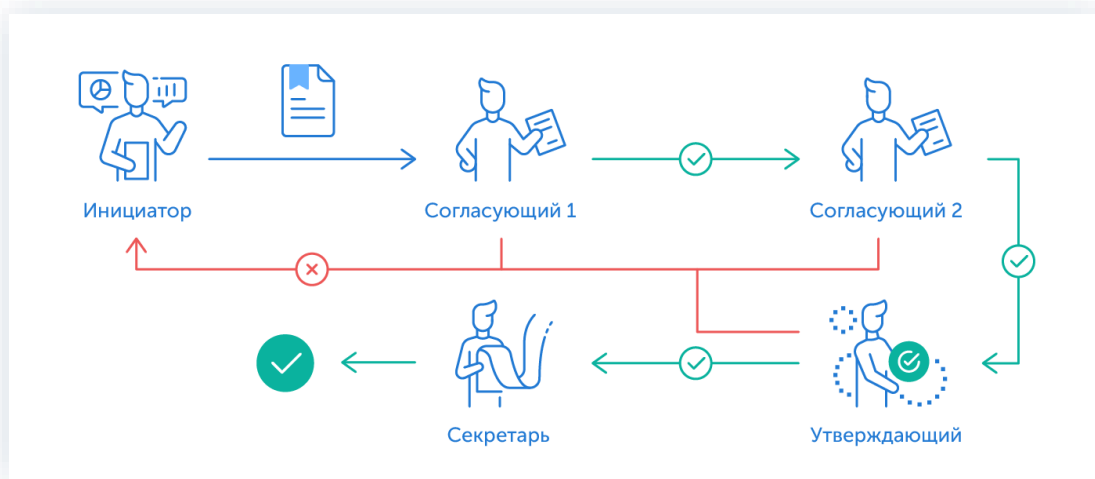 Инициатор
Согласующий 1
Согласующий 2
Секретарь
Утверждающий